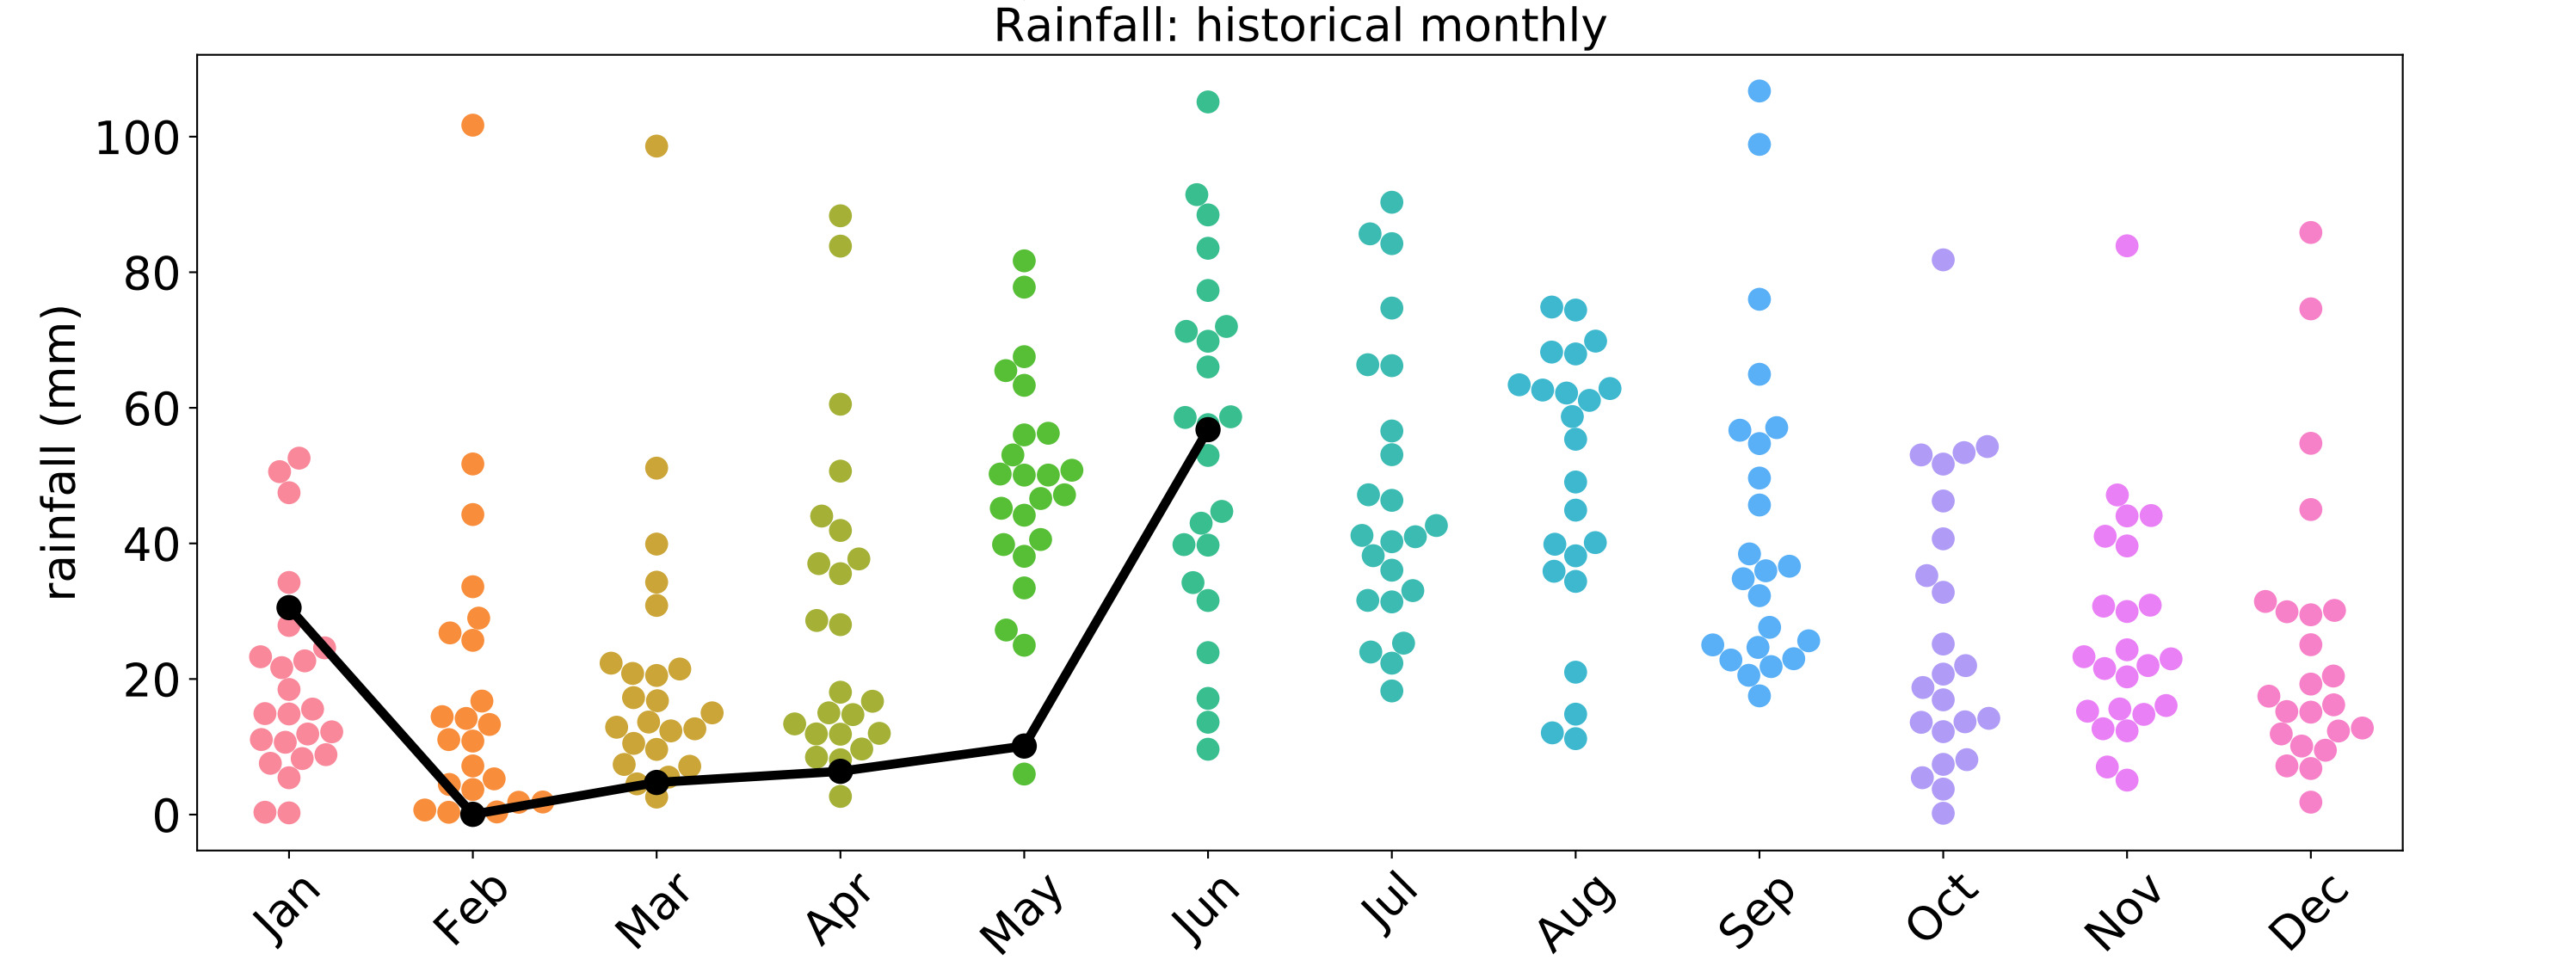 Rainfall: historical monthly
rainfall (mm)
100
80
60
40
20
0
Jan
Feb
Mar
Apr
May
Jun
Jul
Aug
Sep
Oct
Nov
Dec